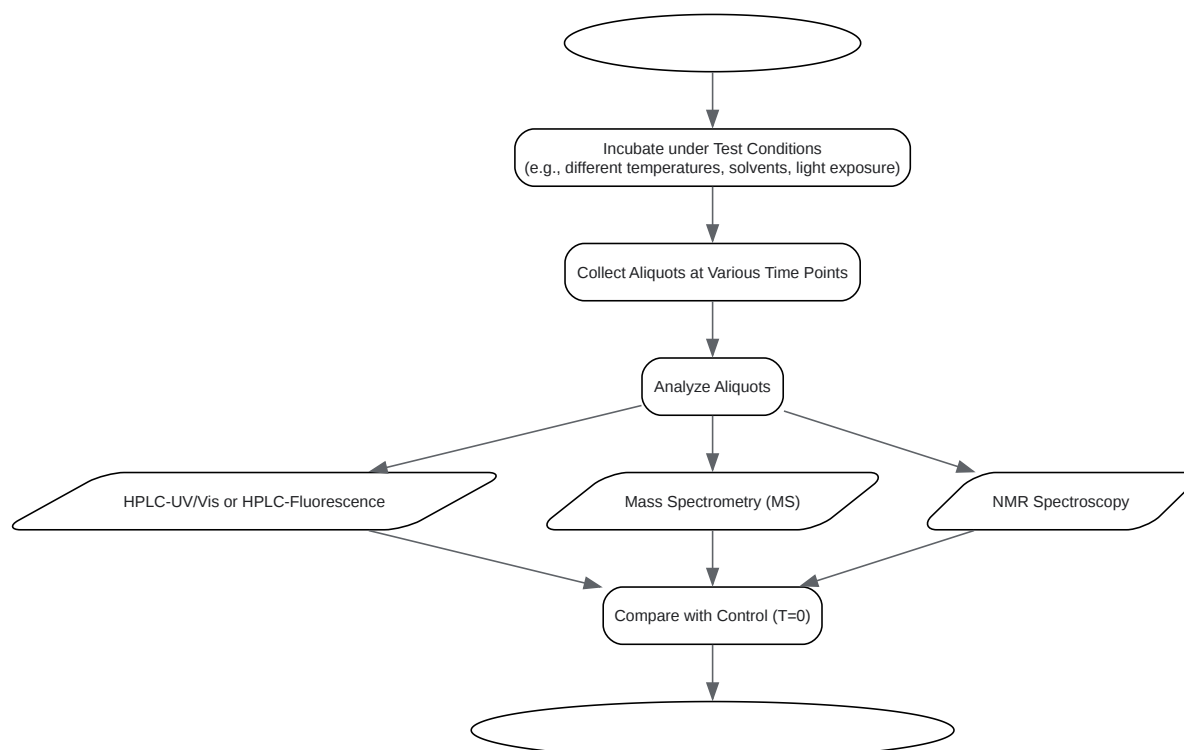 Incubate under Test Conditions
(e.g., different temperatures, solvents, light exposure)
Collect Aliquots at Various Time Points
Analyze Aliquots
HPLC-UV/Vis or HPLC-Fluorescence
Mass Spectrometry (MS)
NMR Spectroscopy
Compare with Control (T=0)